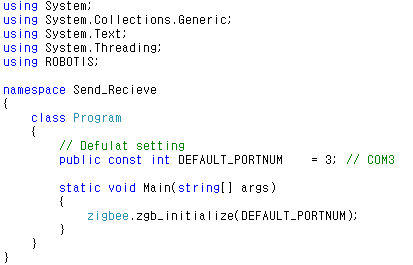 using System;
using System.Collections.Generic;
using System.Text;
using System.Threading;
using ROBOTIS;

namespace Send_Recieve
{
    class Program
    {
        // Defulat setting
        public const int DEFAULT_PORTNUM    = 3; // COM3

        static void Main(string[] args)
        {
            zigbee.zgb_initialize(DEFAULT_PORTNUM);
        }
    }
}